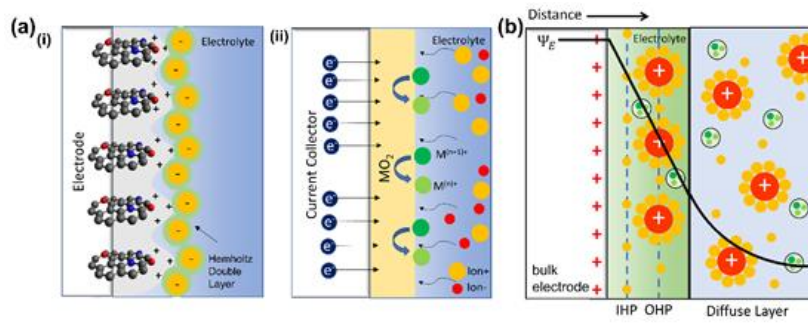 (a)
(i)
Electrode
Electrolyte
Hemholtz
Double
Layer
(ii)
Current Collector
MO2
Electrolyte
e-
e-
e-
e-
e-
e-
e-
e-
e-
M(n+1)+
M(n)+
Ion+
Ion-
(b)
Distance
ΨE
Electrolyte
bulk
electrode
IHP OHP Diffuse Layer